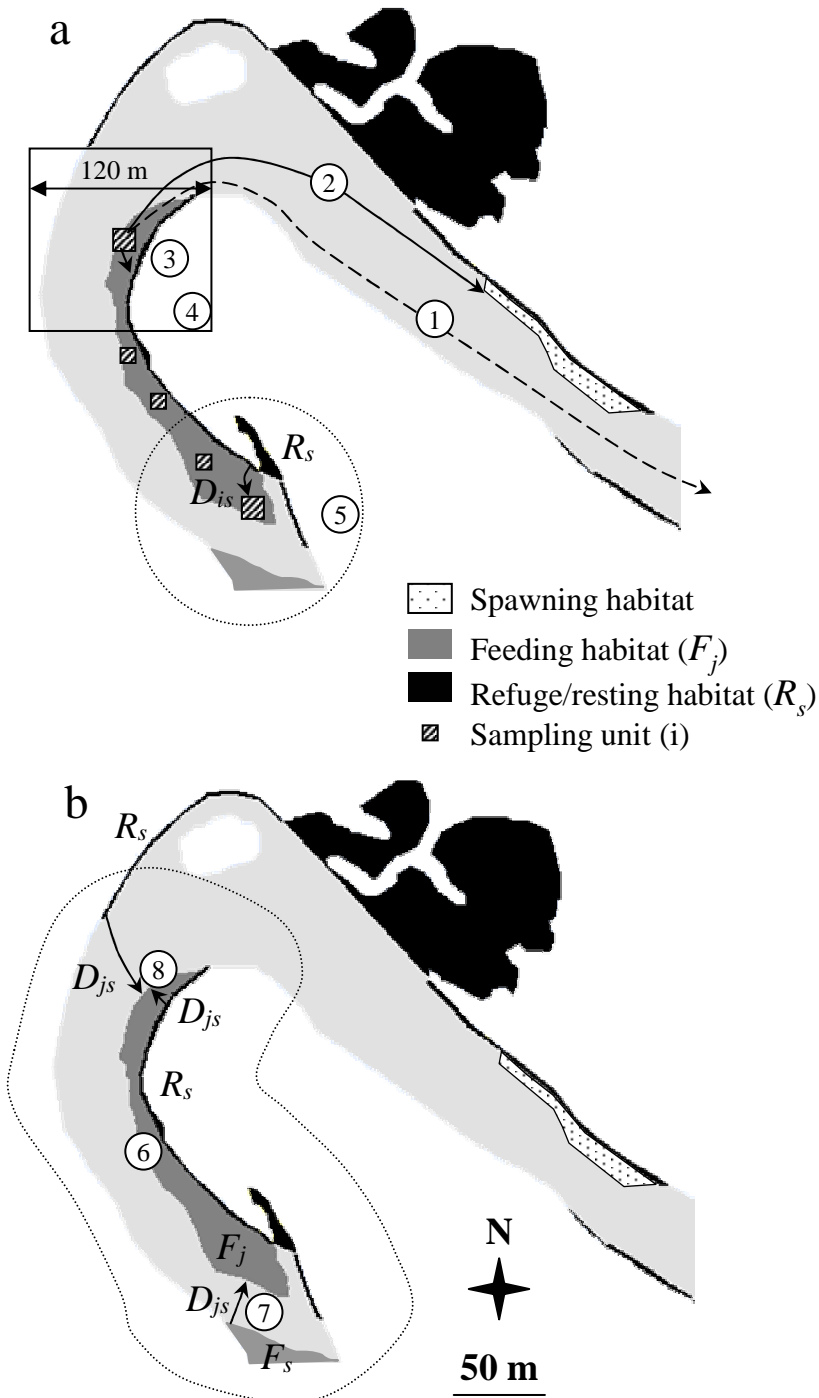 a
120 m
2
3
4
1
R_s
D_is
5
Spawning habitat
Feeding habitat (F_j)
Refuge/resting habitat (R_s)
Sampling unit (i)
b
R_s
8
D_js
D_js
R_s
6
F_j
N
D_js
7
F_s
50 m